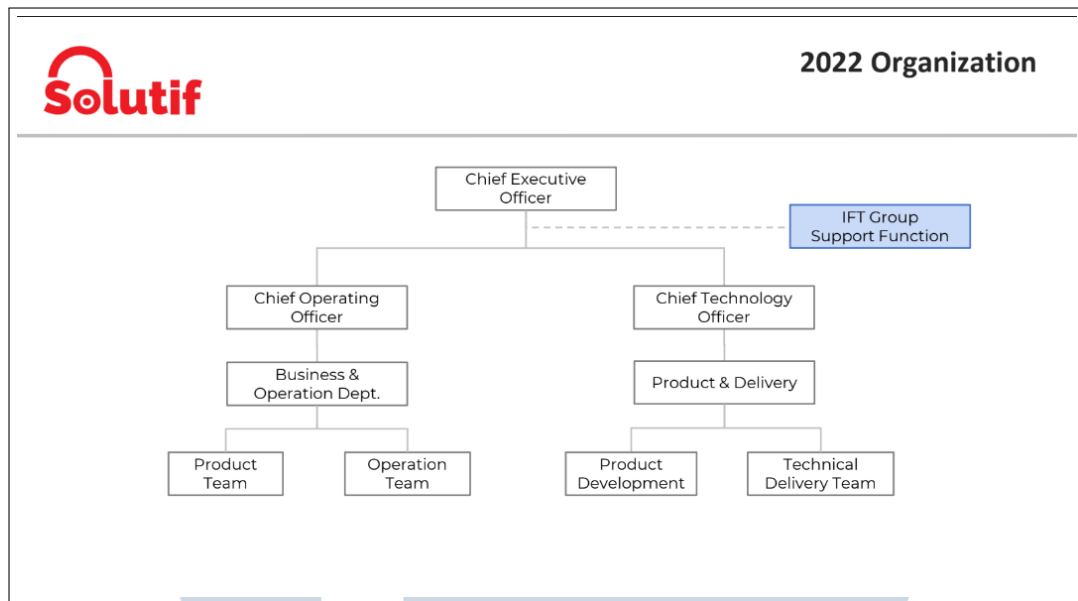 Solutif
2022 Organization
Chief Executive
Officer
IFT Group
Support Function
Chief Operating
Officer
Chief Technology
Officer
Business &
Operation Dept.
Product & Delivery
Product
Team
Operation
Team
Product
Development
Technical
Delivery Team